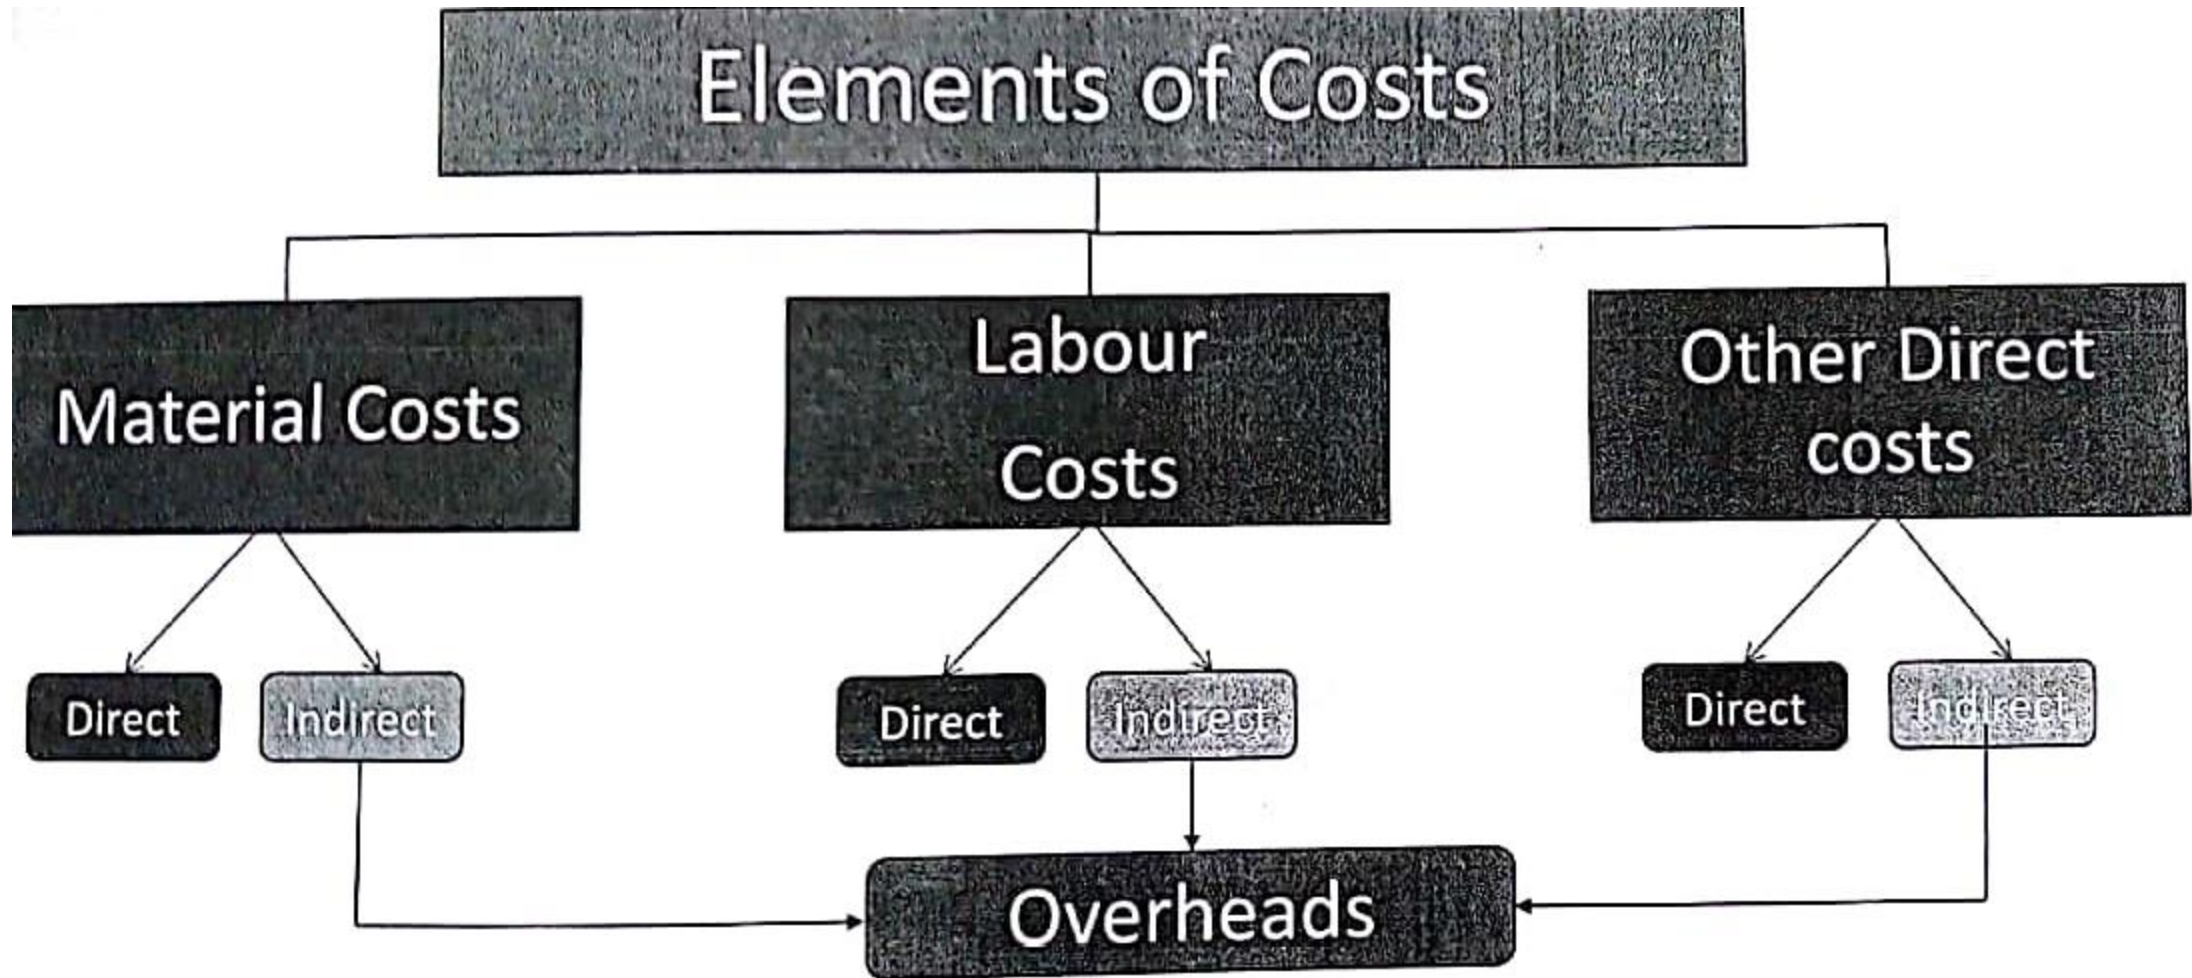 Elements of Costs
Material Costs
Labour
Costs
Other Direct
costs
Direct
Indirect
Direct
Indirect
Direct
Indirect
Overheads